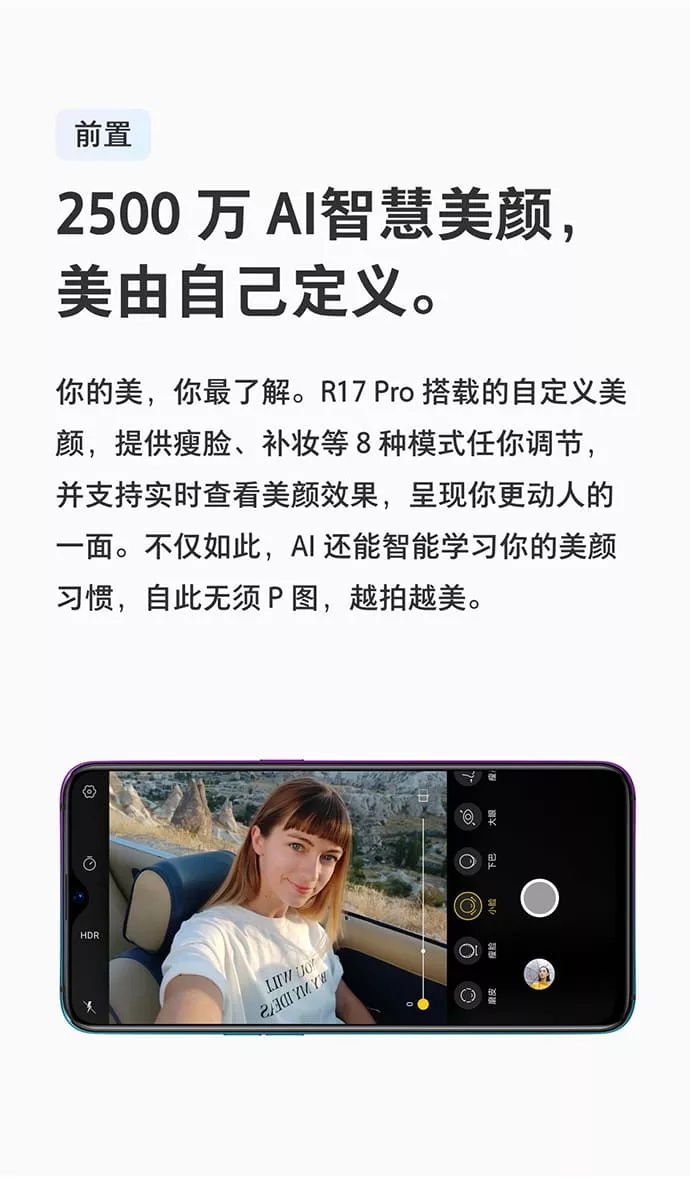 前置
2500 万 AI智慧美颜，
美由自己定义。
你的美，你最了解。R17 Pro 搭载的自定义美
颜，提供瘦脸、补妆等 8 种模式任你调节，
并支持实时查看美颜效果，呈现你更动人的
一面。不仅如此，AI 还能智能学习你的美颜
习惯，自此无须 P 图，越拍越美。
HDR
YOU WILL
BY MY IDEAS
0
大眼
下巴
小脸
瘦脸
磨皮